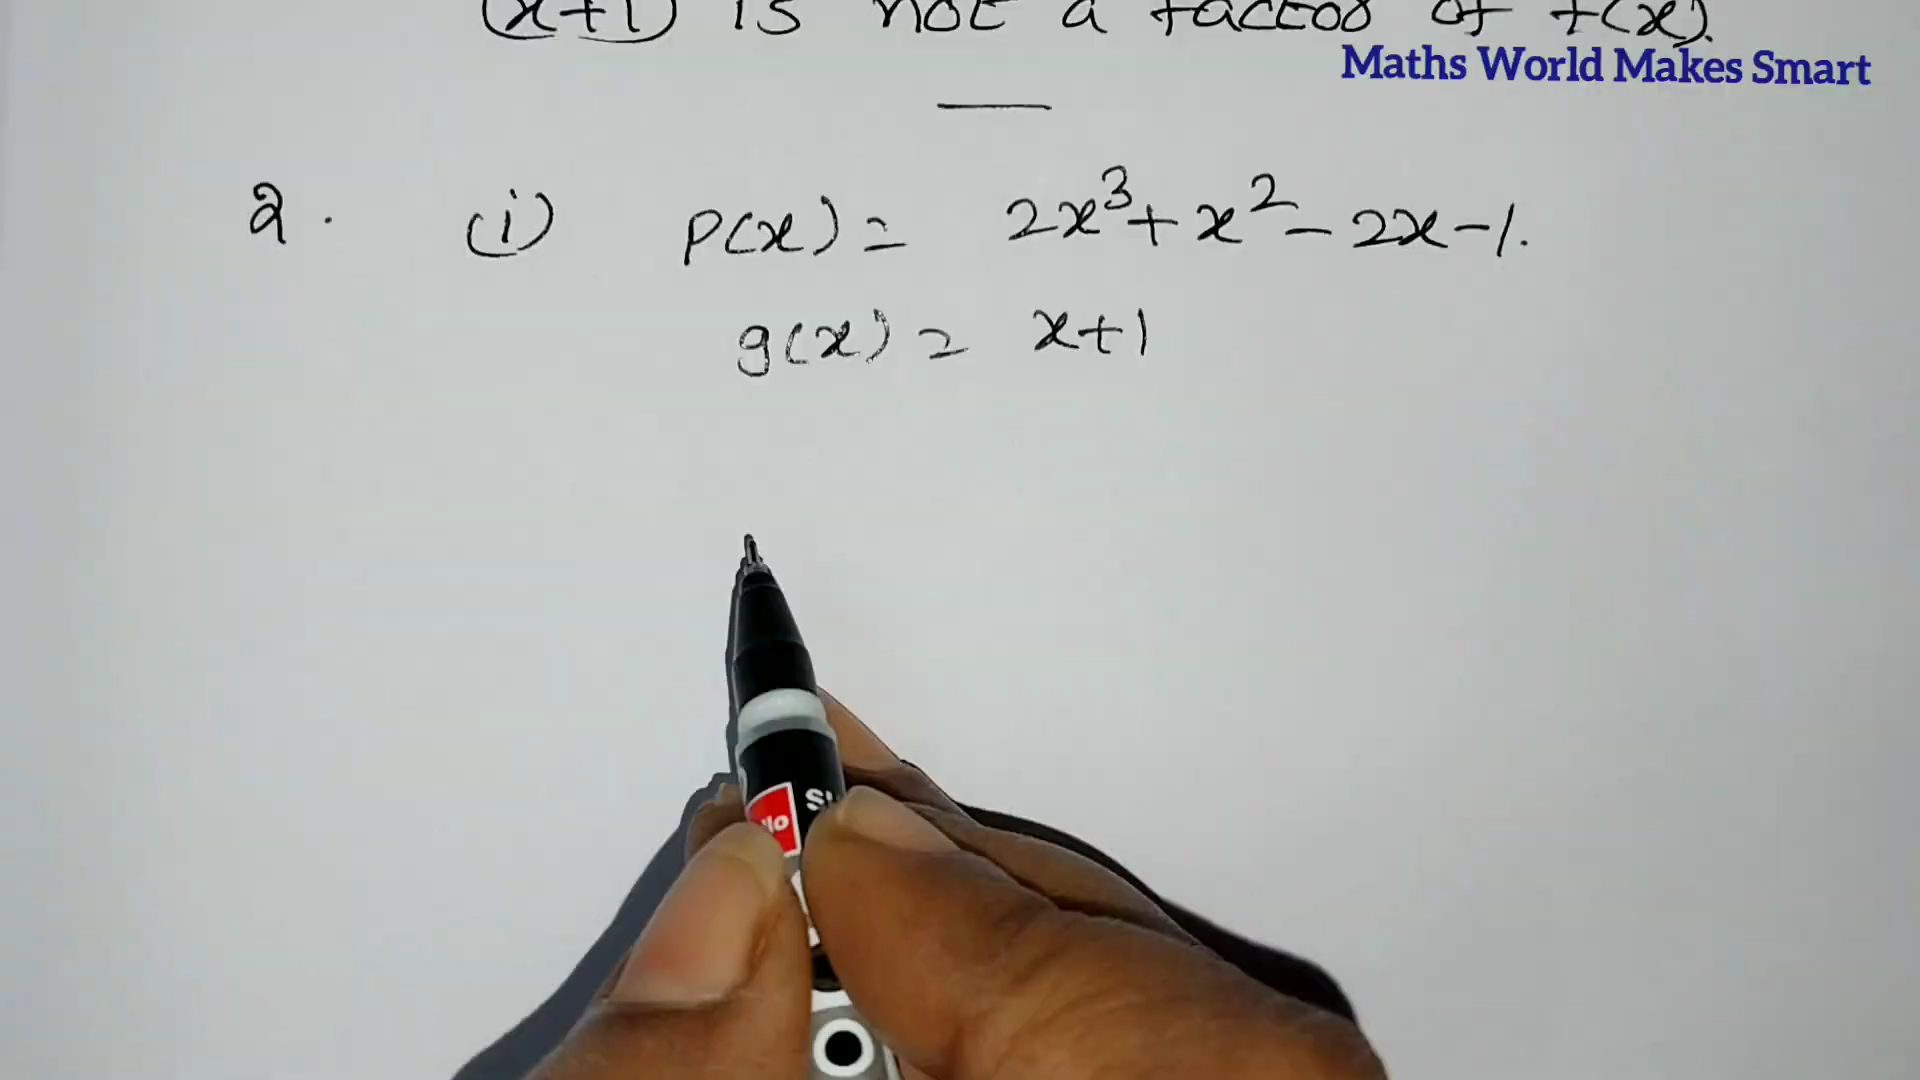 (x+1) is not a factor of f(x).
Maths World Makes Smart
2. (i) p(x) = 2x³+x²-2x-1.
g(x) = x+1